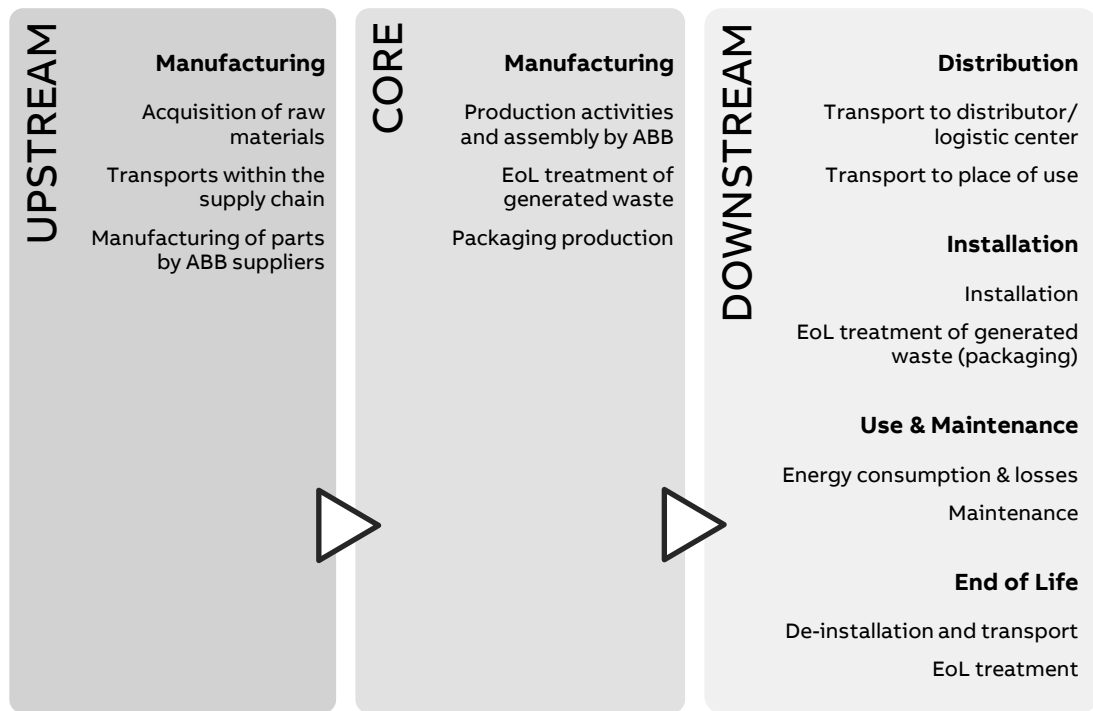 UPSTREAM
Manufacturing
Acquisition of raw
materials
Transports within the
supply chain
Manufacturing of parts
by ABB suppliers
CORE
Manufacturing
Production activities
and assembly by ABB
EoL treatment of
generated waste
Packaging production
DOWNSTREAM
Distribution
Transport to distributor/
logistic center
Transport to place of use
Installation
Installation
EoL treatment of generated
waste (packaging)
Use & Maintenance
Energy consumption & losses
Maintenance
End of Life
De-installation and transport
EoL treatment